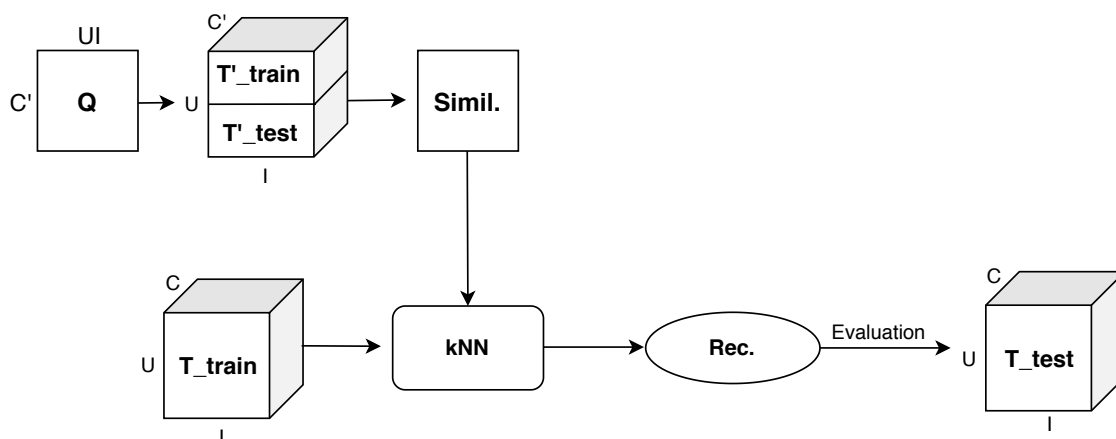 UI
C'
Q
C'
U
T'_train
T'_test
I
Simil.
C
U
T_train
I
kNN
Rec.
Evaluation
C
U
T_test
I